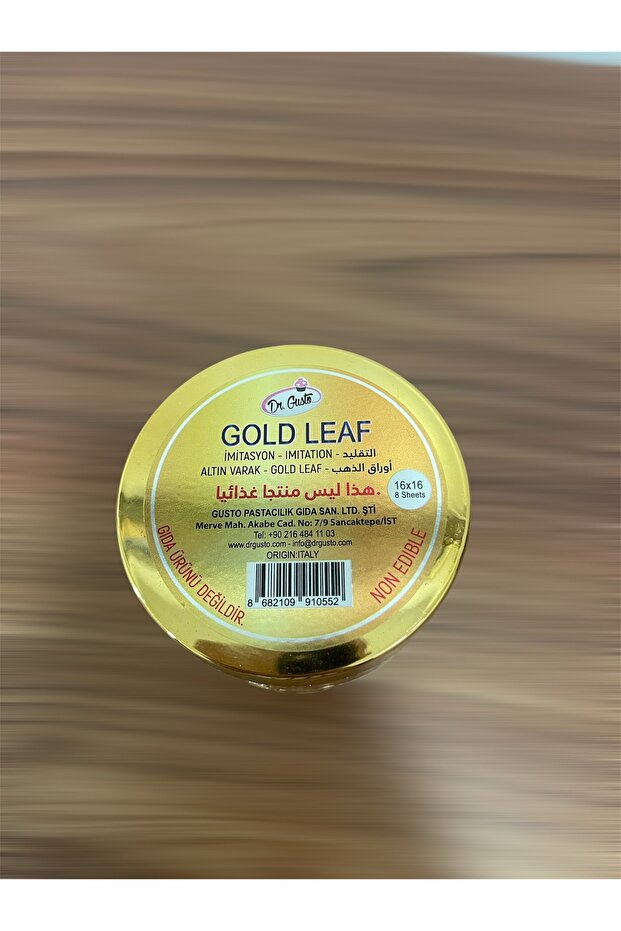 Dr. Gusto
GOLD LEAF
İMİTASYON - IMITATION - التقليد
ALTIN VARAK - GOLD LEAF - أوراق الذهب
هذا ليس منتجا غذائيا.
16x16
8 Sheets
GUSTO PASTACILIK GIDA SAN. LTD. ŞTİ
Merve Mah. Akabe Cad. No: 7/9 Sancaktepe/İST
Tel: +90 216 484 11 03
www.drgusto.com - info@drgusto.com
ORIGIN:ITALY
8 682109 910552
GIDA ÜRÜNÜ DEĞİLDİR.
NON EDIBLE